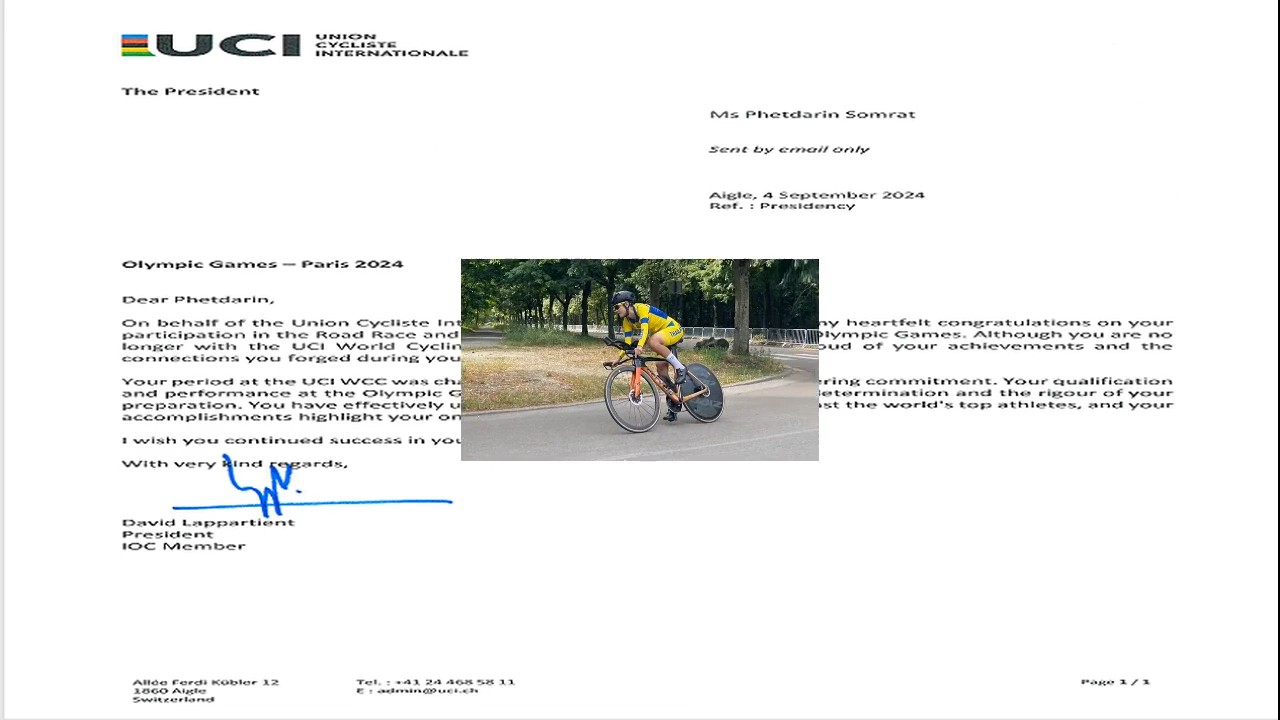 UCI UNION
CYCLISTE
INTERNATIONALE
The President
Ms Phetdarin Somrat
Sent by email only
Aigle, 4 September 2024
Ref. : Presidency
Olympic Games – Paris 2024
Dear Phetdarin,
On behalf of the Union Cycliste Int my heartfelt congratulations on your
participation in the Road Race and Olympic Games. Although you are no
longer with the UCI World Cyclin oud of your achievements and the
connections you forged during you
Your period at the UCI WCC was cha ering commitment. Your qualification
and performance at the Olympic G determination and the rigour of your
preparation. You have effectively u st the world's top athletes, and your
accomplishments highlight your on
I wish you continued success in you
With very kind regards,
David Lappartient
President
IOC Member
Allée Ferdi Kübler 12 Tel. : +41 24 468 58 11 Page 1 / 1
1860 Aigle E : admin@uci.ch
Switzerland